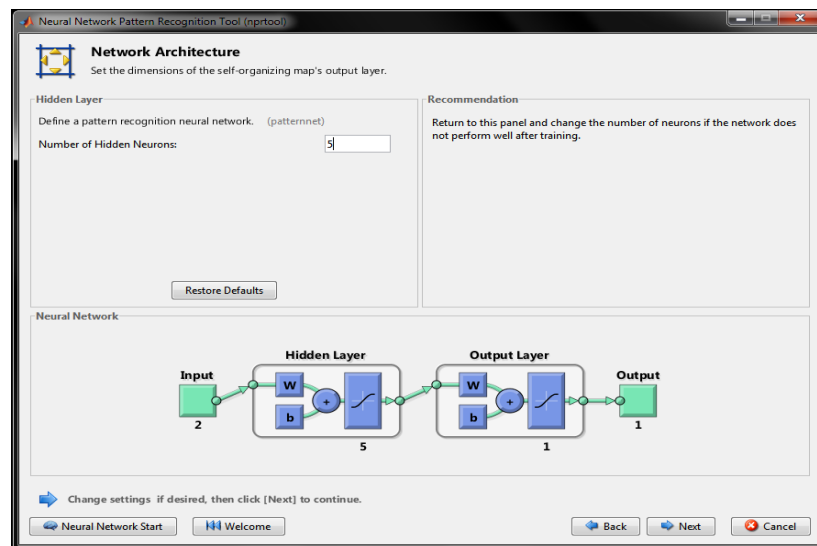 Neural Network Pattern Recognition Tool (nprtool)
Network Architecture
Set the dimensions of the self-organizing map's output layer.
Hidden Layer
Define a pattern recognition neural network. (patternnet)
Number of Hidden Neurons: 5
Restore Defaults
Recommendation
Return to this panel and change the number of neurons if the network does
not perform well after training.
Neural Network
Hidden Layer Output Layer
Input Output
W W
+ +
b b
2 1
5 1
Change settings if desired, then click [Next] to continue.
Neural Network Start Welcome Back Next Cancel